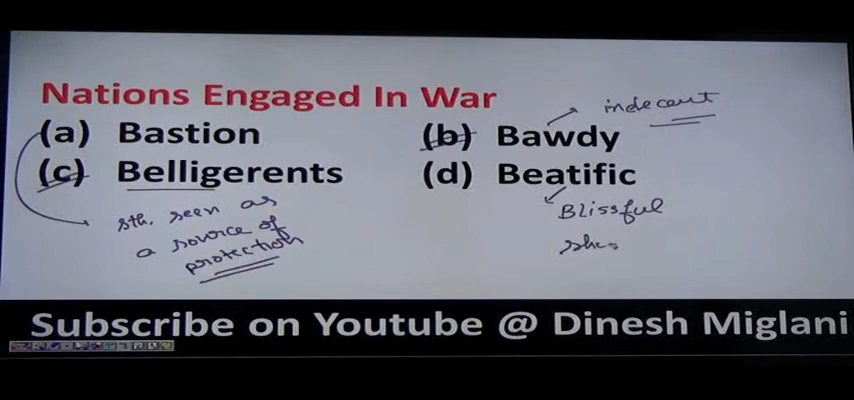 Nations Engaged In War
indecent
(a) Bastion (b) Bawdy
(c) Belligerents (d) Beatific
sth. seen as
a source of
protection
Blissful
she
Subscribe on Youtube @ Dinesh Miglani